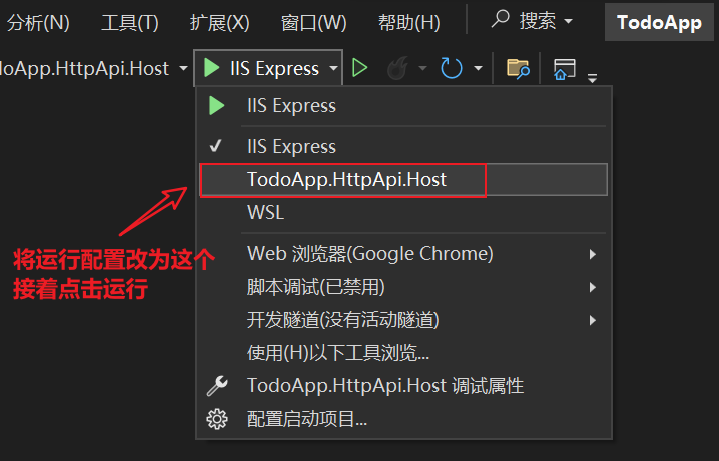 分析(N) 工具(T) 扩展(X) 窗口(W) 帮助(H) 搜索 TodoApp
oApp.HttpApi.Host IIS Express
IIS Express
IIS Express
TodoApp.HttpApi.Host
WSL
将运行配置改为这个
接着点击运行
Web 浏览器(Google Chrome)
脚本调试(已禁用)
开发隧道(没有活动隧道)
使用(H)以下工具浏览...
TodoApp.HttpApi.Host 调试属性
配置启动项目...